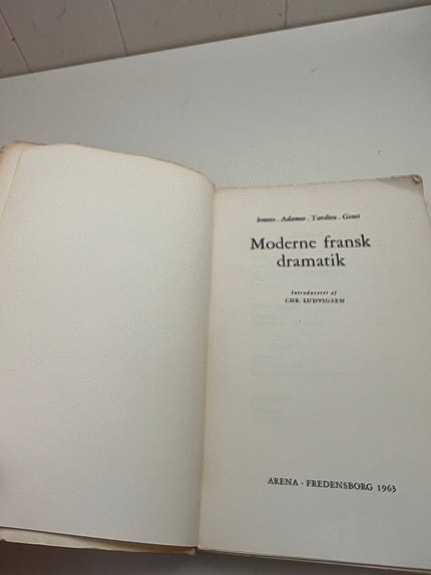 Ionesco . Adamov . Tardieu . Genet
Moderne fransk
dramatik
Introduceret af
CHR. LUDVIGSEN
ARENA · FREDENSBORG 1963